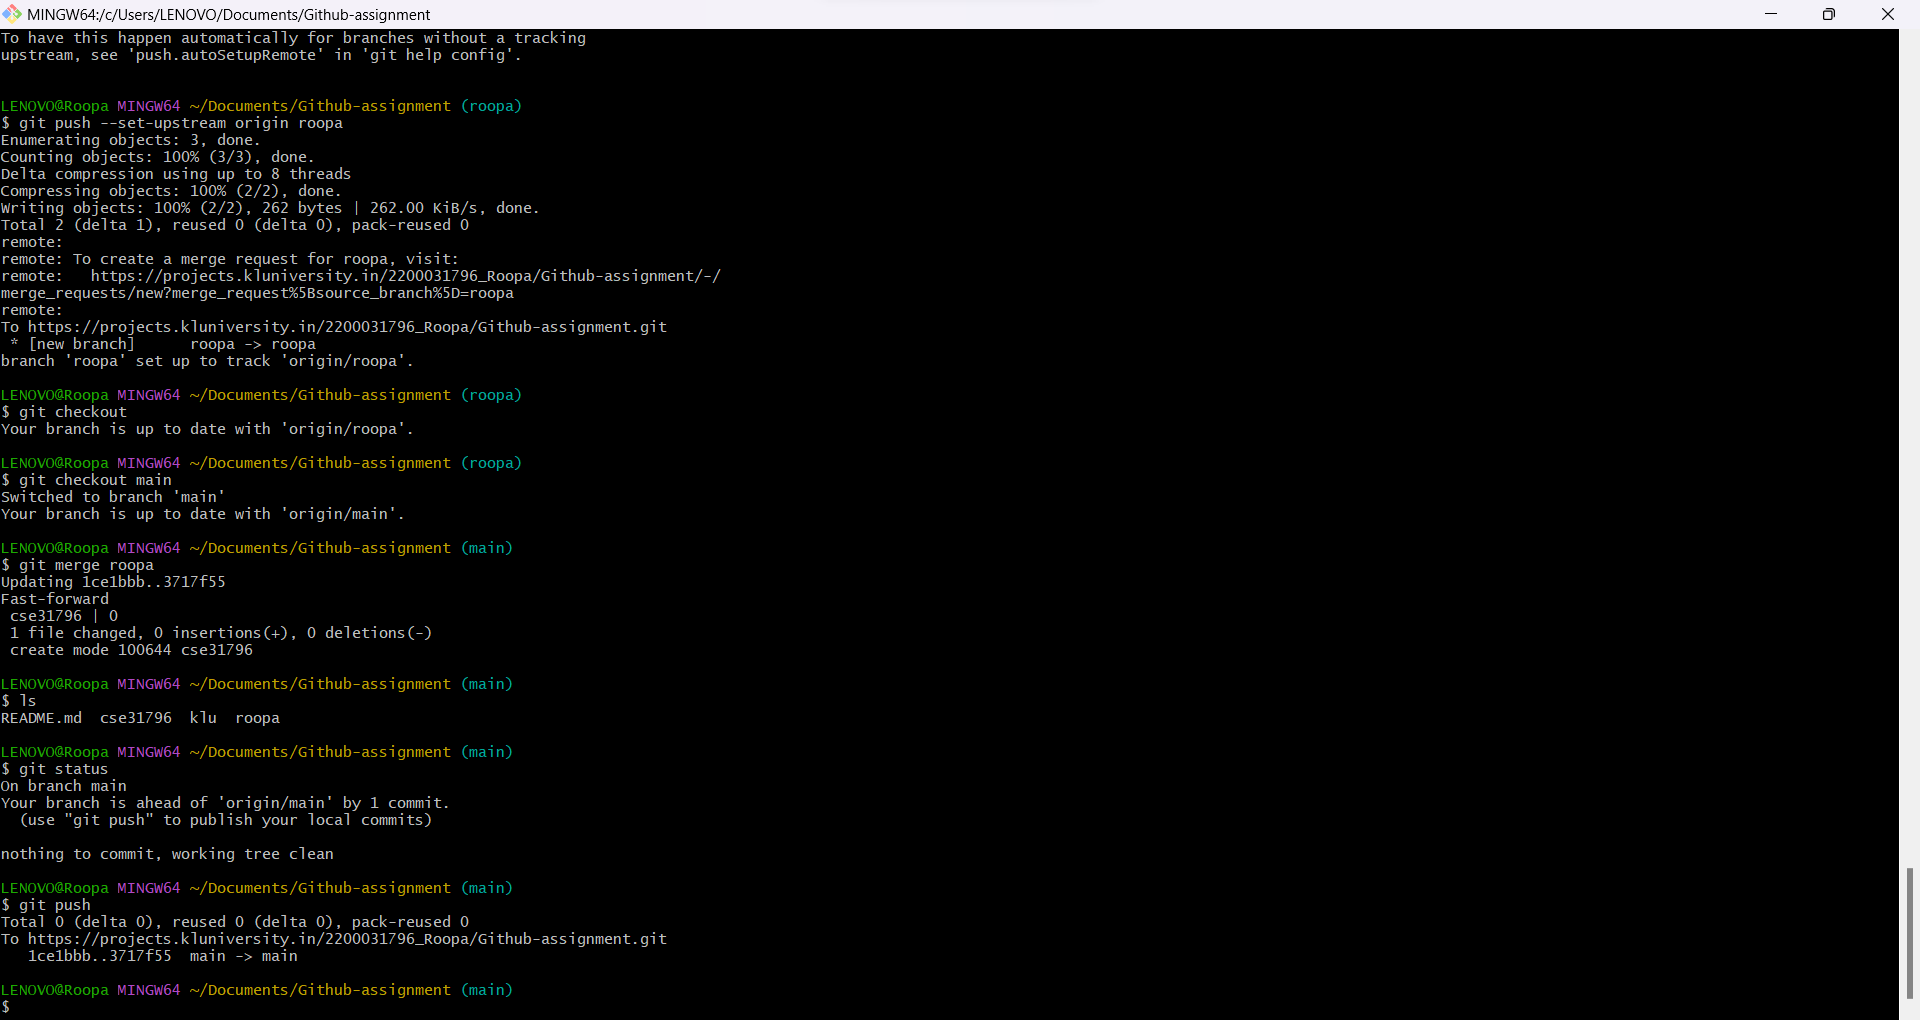 MINGW64:/c/Users/LENOVO/Documents/Github-assignment
To have this happen automatically for branches without a tracking
upstream, see 'push.autoSetupRemote' in 'git help config'.
LENOVO@Roopa MINGW64 ~/Documents/Github-assignment (roopa)
$ git push --set-upstream origin roopa
Enumerating objects: 3, done.
Counting objects: 100% (3/3), done.
Delta compression using up to 8 threads
Compressing objects: 100% (2/2), done.
Writing objects: 100% (2/2), 262 bytes | 262.00 KiB/s, done.
Total 2 (delta 1), reused 0 (delta 0), pack-reused 0
remote:
remote: To create a merge request for roopa, visit:
remote:   https://projects.kluniversity.in/2200031796_Roopa/Github-assignment/-/
merge_requests/new?merge_request%5Bsource_branch%5D=roopa
remote:
To https://projects.kluniversity.in/2200031796_Roopa/Github-assignment.git
 * [new branch]      roopa -> roopa
branch 'roopa' set up to track 'origin/roopa'.
LENOVO@Roopa MINGW64 ~/Documents/Github-assignment (roopa)
$ git checkout
Your branch is up to date with 'origin/roopa'.
LENOVO@Roopa MINGW64 ~/Documents/Github-assignment (roopa)
$ git checkout main
Switched to branch 'main'
Your branch is up to date with 'origin/main'.
LENOVO@Roopa MINGW64 ~/Documents/Github-assignment (main)
$ git merge roopa
Updating 1ce1bbb..3717f55
Fast-forward
 cse31796 | 0
 1 file changed, 0 insertions(+), 0 deletions(-)
 create mode 100644 cse31796
LENOVO@Roopa MINGW64 ~/Documents/Github-assignment (main)
$ ls
README.md  cse31796  klu  roopa
LENOVO@Roopa MINGW64 ~/Documents/Github-assignment (main)
$ git status
On branch main
Your branch is ahead of 'origin/main' by 1 commit.
  (use "git push" to publish your local commits)
nothing to commit, working tree clean
LENOVO@Roopa MINGW64 ~/Documents/Github-assignment (main)
$ git push
Total 0 (delta 0), reused 0 (delta 0), pack-reused 0
To https://projects.kluniversity.in/2200031796_Roopa/Github-assignment.git
   1ce1bbb..3717f55  main -> main
LENOVO@Roopa MINGW64 ~/Documents/Github-assignment (main)
$